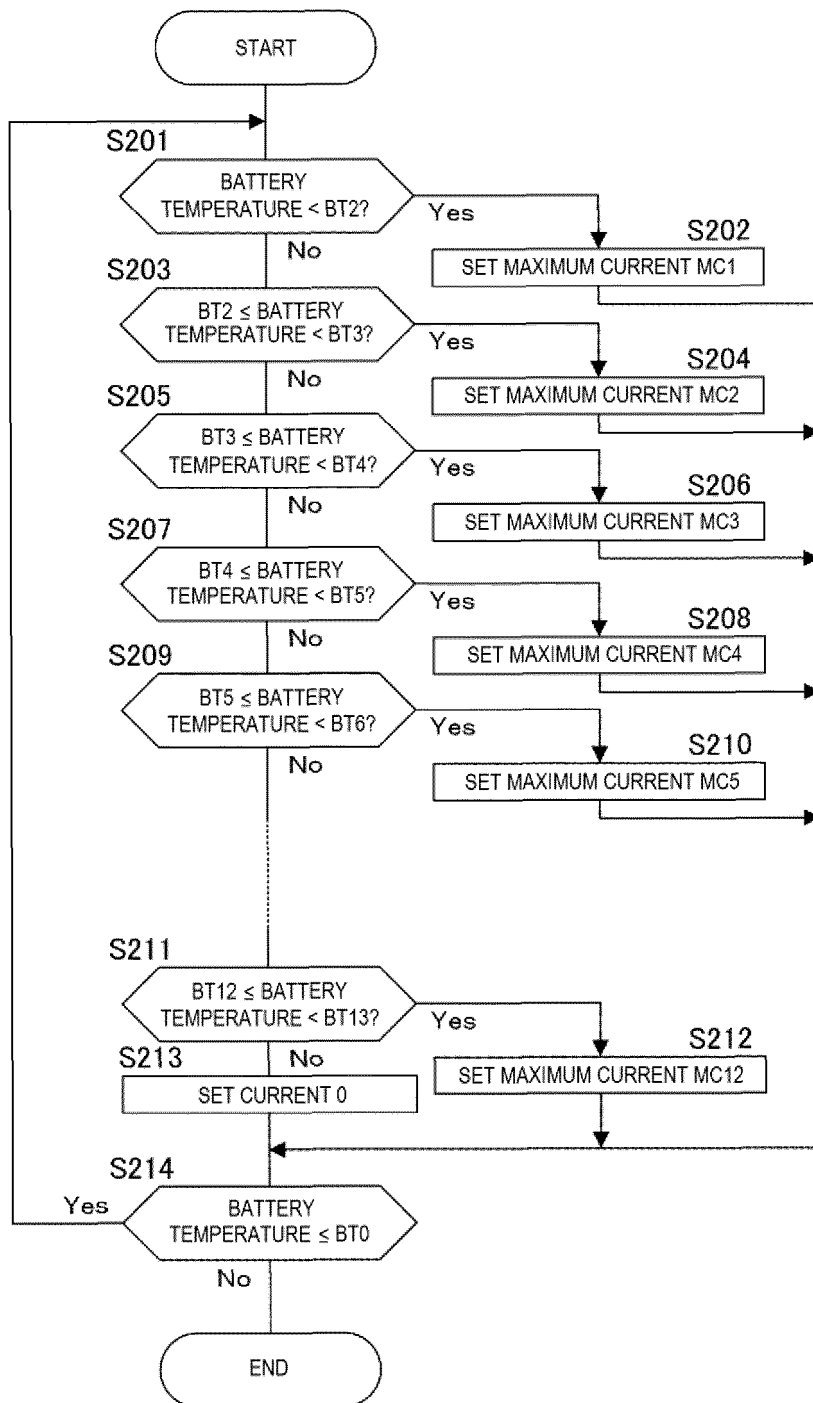 START
S201
BATTERY
TEMPERATURE < BT2?
Yes
No
S202
SET MAXIMUM CURRENT MC1
S203
BT2 ≤ BATTERY
TEMPERATURE < BT3?
Yes
No
S204
SET MAXIMUM CURRENT MC2
S205
BT3 ≤ BATTERY
TEMPERATURE < BT4?
Yes
No
S206
SET MAXIMUM CURRENT MC3
S207
BT4 ≤ BATTERY
TEMPERATURE < BT5?
Yes
No
S208
SET MAXIMUM CURRENT MC4
S209
BT5 ≤ BATTERY
TEMPERATURE < BT6?
Yes
No
S210
SET MAXIMUM CURRENT MC5
S211
BT12 ≤ BATTERY
TEMPERATURE < BT13?
Yes
No
S212
SET MAXIMUM CURRENT MC12
S213
SET CURRENT 0
S214
BATTERY
TEMPERATURE ≤ BT0
Yes
No
END